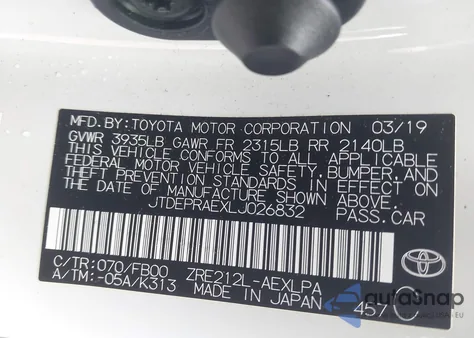 MFD. BY: TOYOTA MOTOR CORPORATION 03/19
GVWR 3935LB GAWR FR 2315LB RR 2140LB
THIS VEHICLE CONFORMS TO ALL APPLICABLE
FEDERAL MOTOR VEHICLE SAFETY, BUMPER, AND
THEFT PREVENTION STANDARDS IN EFFECT ON
THE DATE OF MANUFACTURE SHOWN ABOVE.
JTDEPRAEXLJ026832 PASS. CAR
C/TR: 070/FB00 ZRE212L-AEXLPA
A/TM: -05A/K313 MADE IN JAPAN 457
TOYOTA
autoSnap